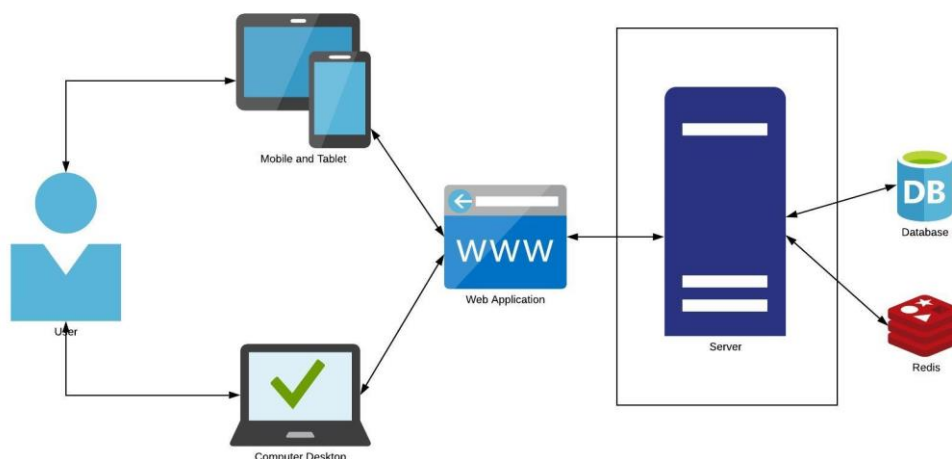 Mobile and Tablet
User
Computer Desktop
WWW
Web Application
Server
DB
Database
Redis